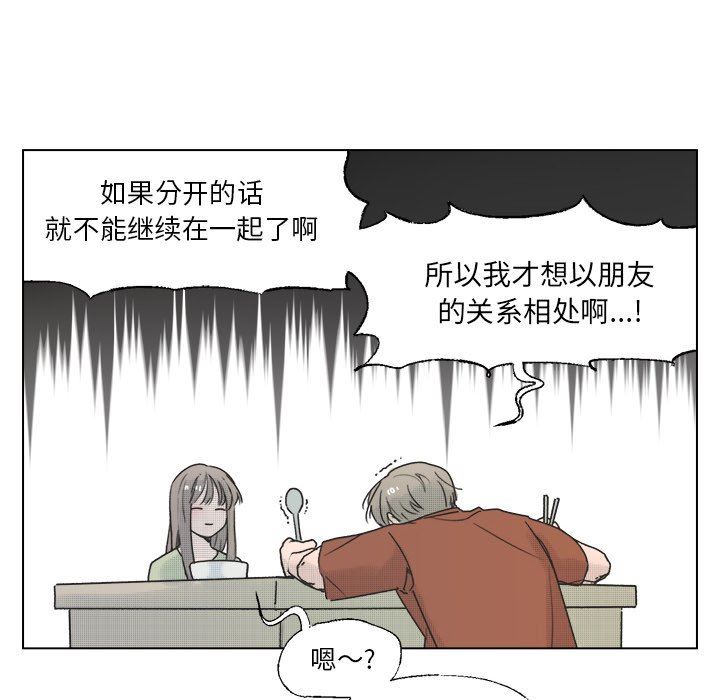 如果分开的话
就不能继续在一起了啊
所以我才想以朋友
的关系相处啊...!
嗯～?